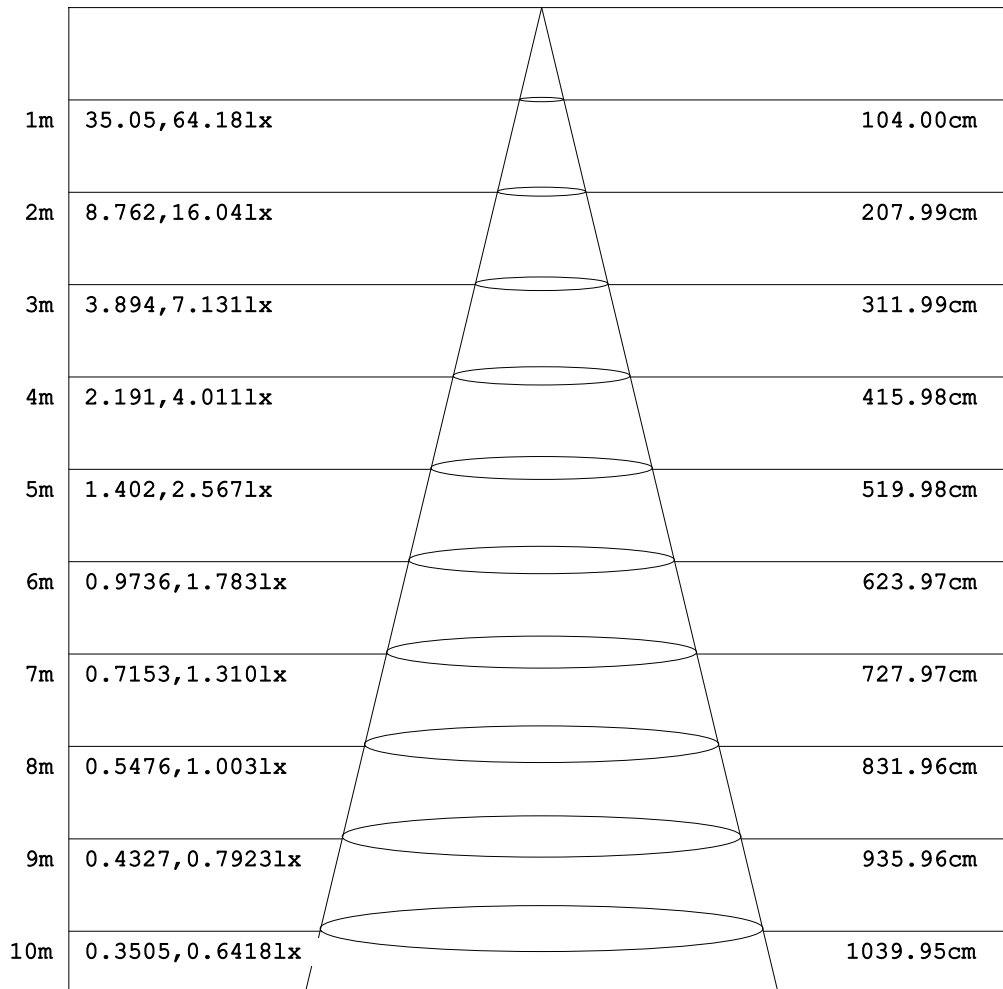 1m 35.05,64.18lx 104.00cm
2m 8.762,16.04lx 207.99cm
3m 3.894,7.131lx 311.99cm
4m 2.191,4.011lx 415.98cm
5m 1.402,2.567lx 519.98cm
6m 0.9736,1.783lx 623.97cm
7m 0.7153,1.310lx 727.97cm
8m 0.5476,1.003lx 831.96cm
9m 0.4327,0.7923lx 935.96cm
10m 0.3505,0.6418lx 1039.95cm